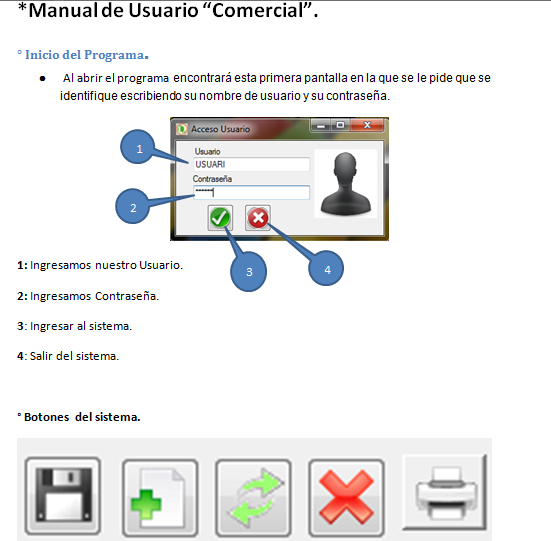 *Manual de Usuario “Comercial”.
° Inicio del Programa.
● Al abrir el programa encontrará esta primera pantalla en la que se le pide que se
identifique escribiendo su nombre de usuario y su contraseña.
Acceso Usuario
1
Usuario
USUARI
Contraseña
2
******
3
4
1: Ingresamos nuestro Usuario.
2: Ingresamos Contraseña.
3: Ingresar al sistema.
4: Salir del sistema.
° Botones del sistema.